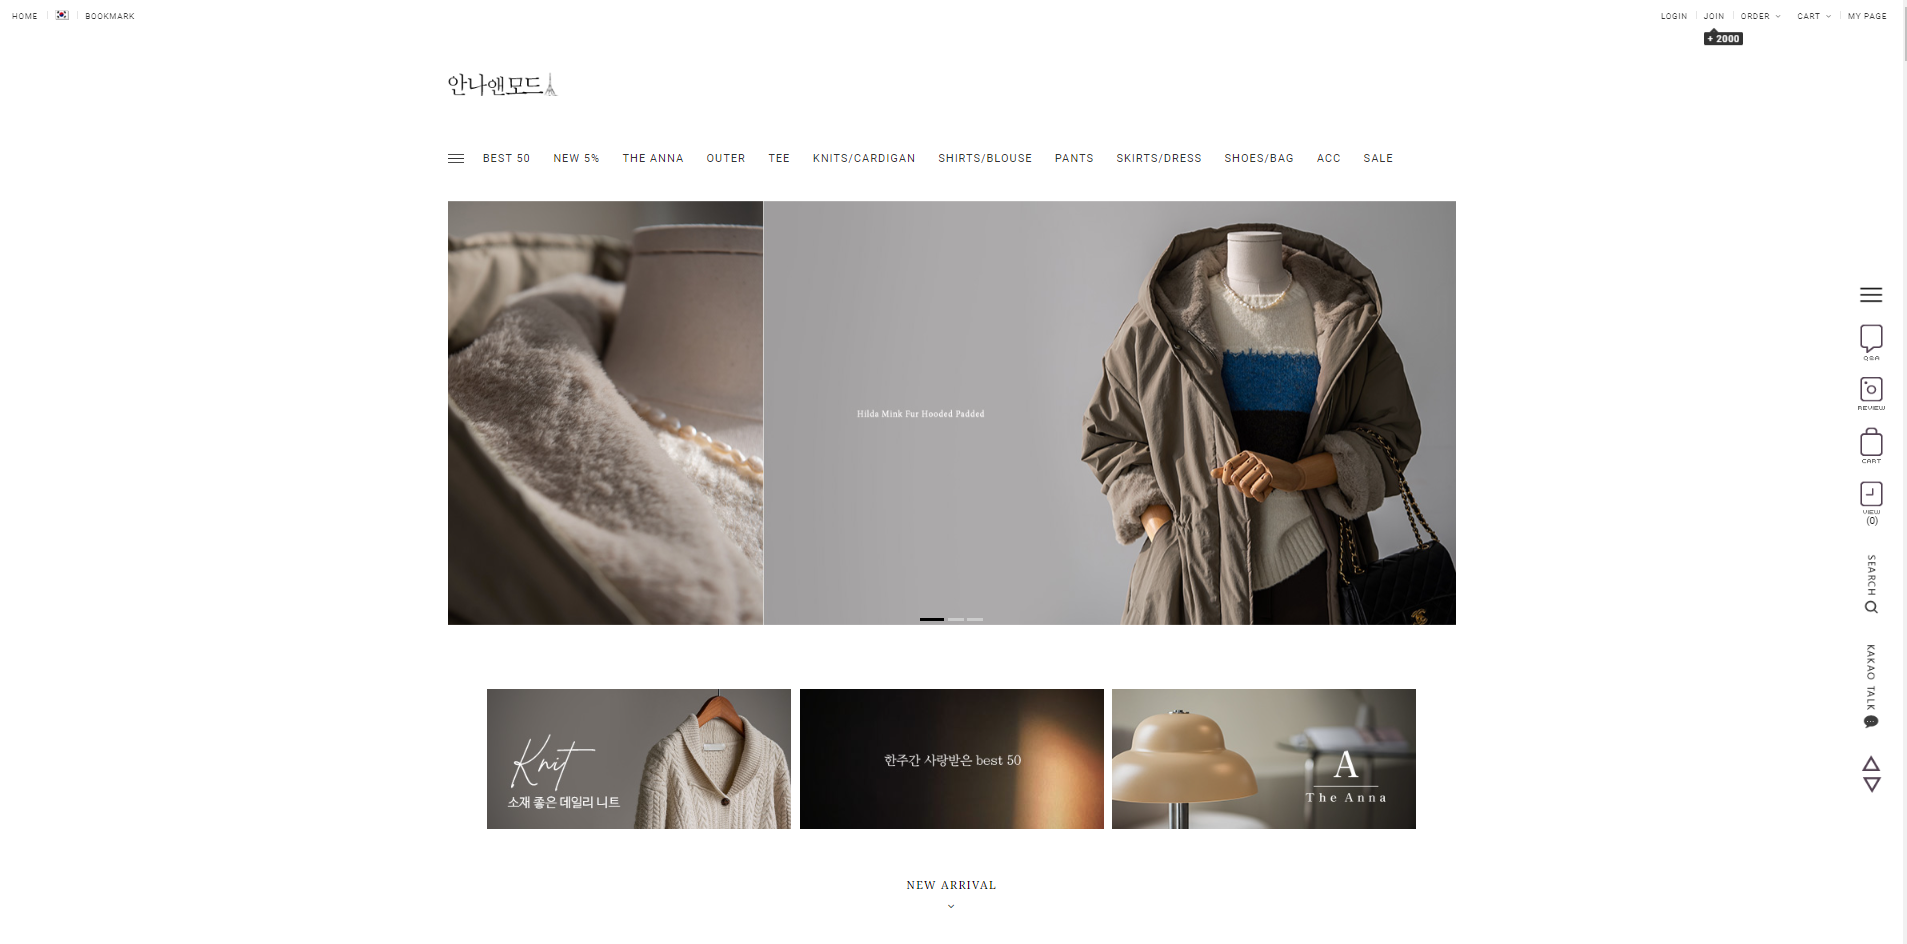 HOME
BOOKMARK
LOGIN
JOIN
ORDER
CART
MY PAGE
+ 2000
안나앤모드
BEST 50
NEW 5%
THE ANNA
OUTER
TEE
KNITS/CARDIGAN
SHIRTS/BLOUSE
PANTS
SKIRTS/DRESS
SHOES/BAG
ACC
SALE
Hilda Mink Fur Hooded Padded
Q&A
REVIEW
CART
VIEW
(0)
SEARCH
KAKAO TALK
Knit
소재 좋은 데일리 니트
한주간 사랑받은 best 50
A
The Anna
NEW ARRIVAL